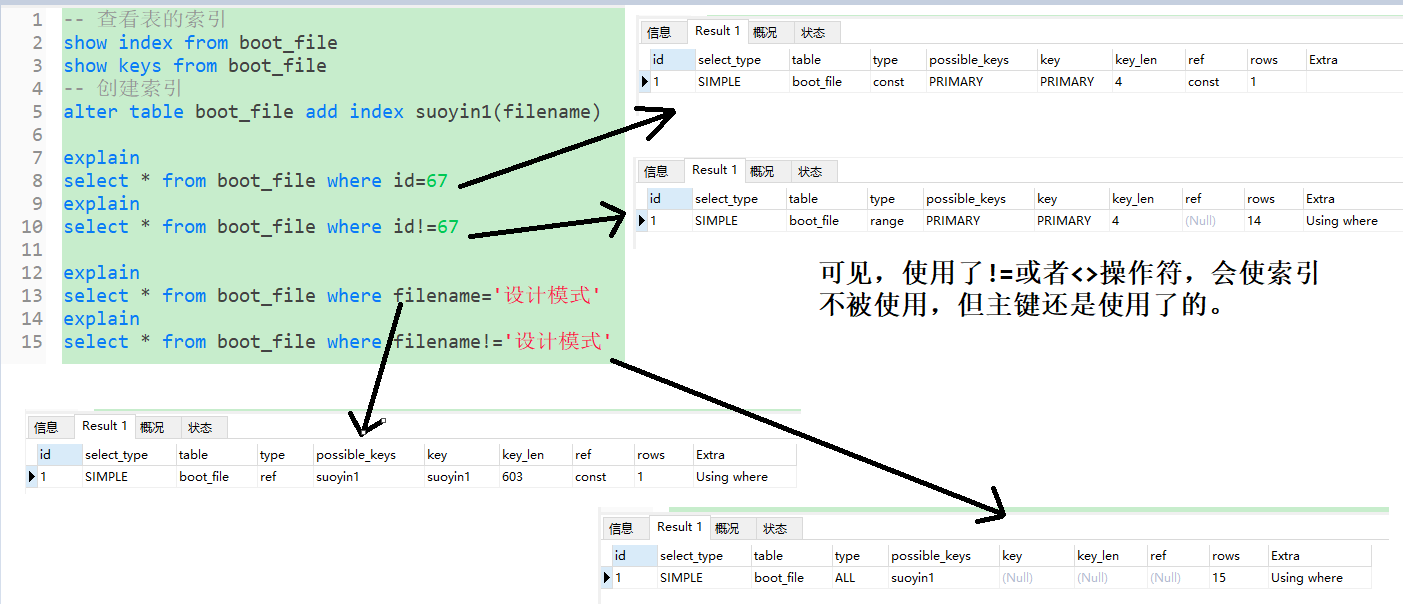 1 -- 查看表的索引
2 show index from boot_file
3 show keys from boot_file
4 -- 创建索引
5 alter table boot_file add index suoyin1(filename)
6
7 explain
8 select * from boot_file where id=67
9 explain
10 select * from boot_file where id!=67
11
12 explain
13 select * from boot_file where filename='设计模式'
14 explain
15 select * from boot_file where filename!='设计模式'
信息 Result 1 概况 状态
id select_type table type possible_keys key key_len ref rows Extra
1 SIMPLE boot_file const PRIMARY PRIMARY 4 const 1
信息 Result 1 概况 状态
id select_type table type possible_keys key key_len ref rows Extra
1 SIMPLE boot_file range PRIMARY PRIMARY 4 (Null) 14 Using where
可见，使用了!=或者<>操作符，会使索引
不被使用，但主键还是使用了的。
信息 Result 1 概况 状态
id select_type table type possible_keys key key_len ref rows Extra
1 SIMPLE boot_file ref suoyin1 suoyin1 603 const 1 Using where
信息 Result 1 概况 状态
id select_type table type possible_keys key key_len ref rows Extra
1 SIMPLE boot_file ALL suoyin1 (Null) (Null) (Null) 15 Using where